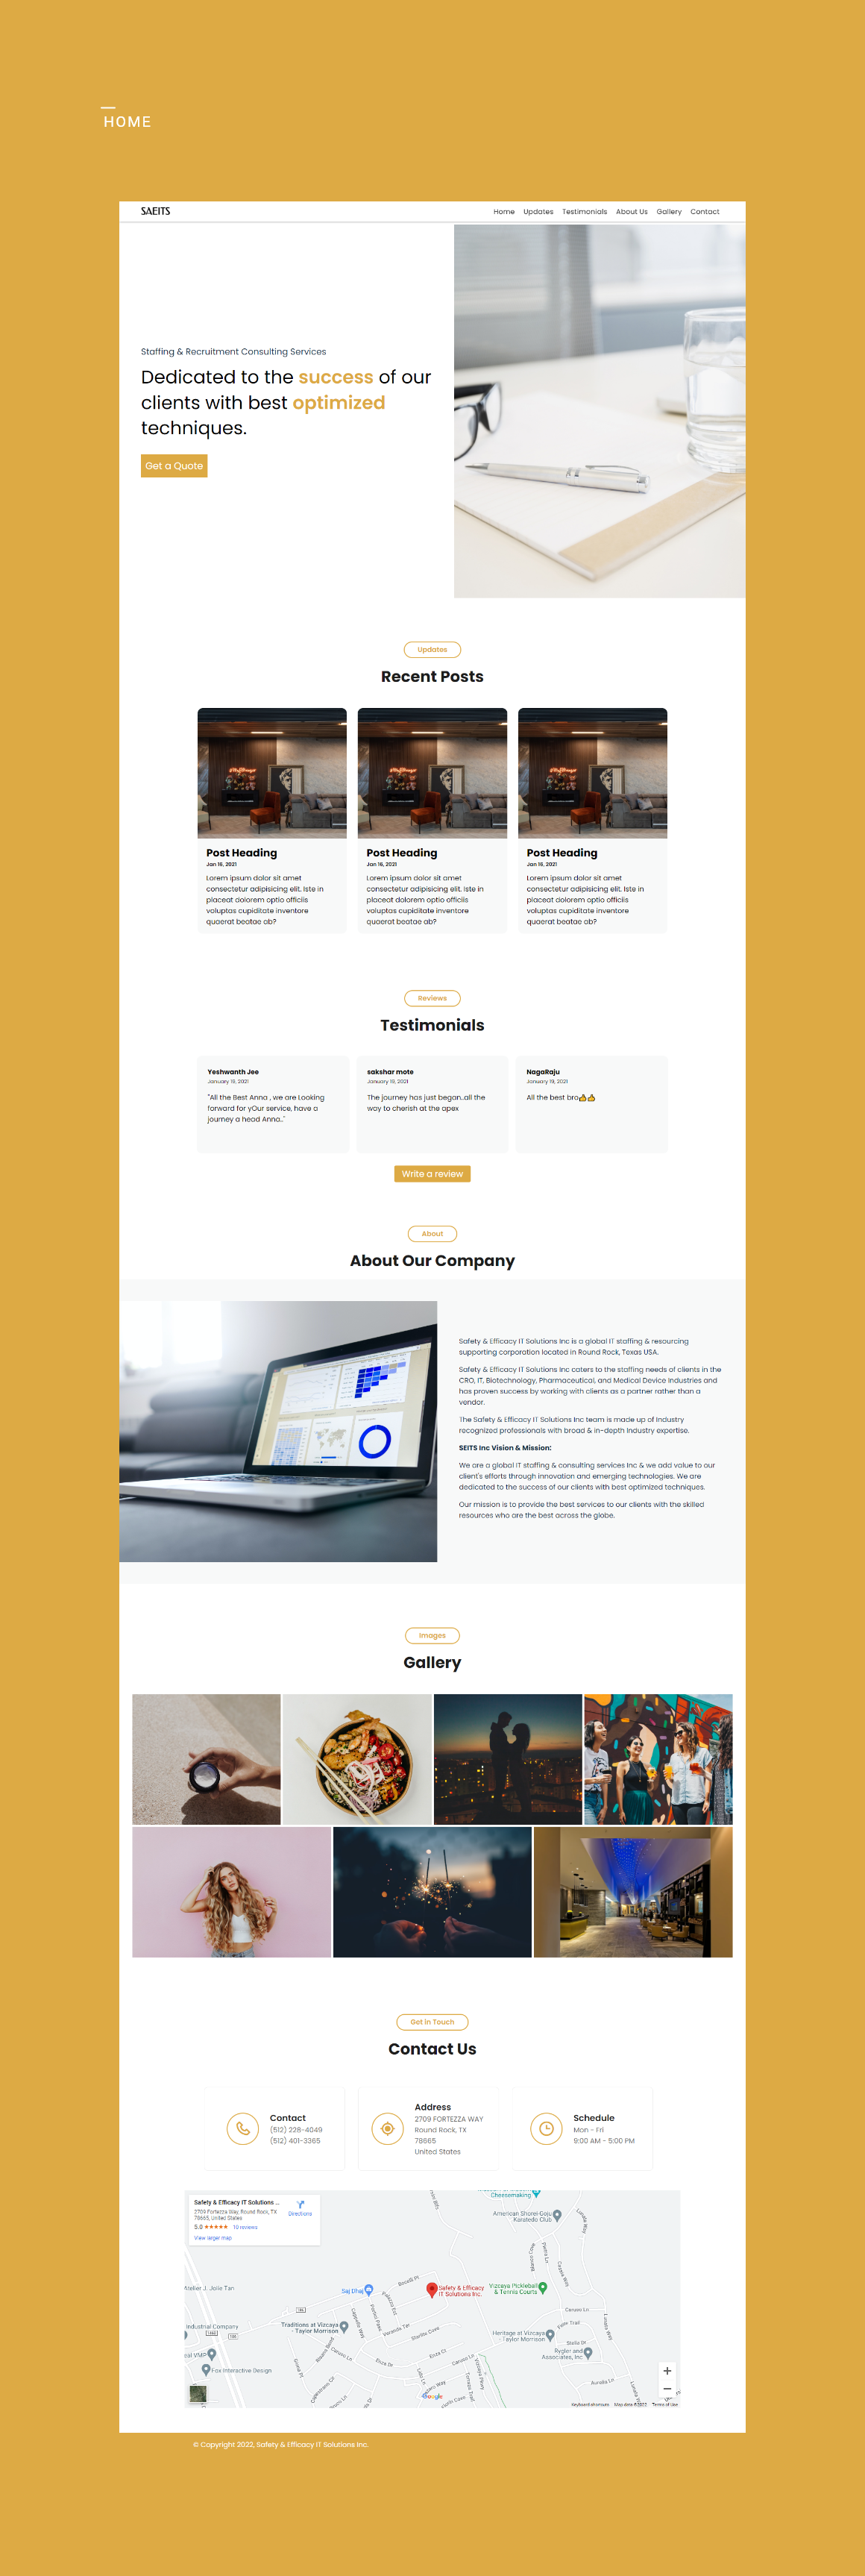 HOME
SAEITS
Home Updates Testimonials About Us Gallery Contact
Staffing & Recruitment Consulting Services
Dedicated to the success of our
clients with best optimized
techniques.
Get a Quote
Updates
Recent Posts
Post Heading
Jan 16, 2021
Lorem ipsum dolor sit amet
consectetur adipisicing elit. Iste in
placeat dolorem optio officiis
voluptas cupiditate inventore
quaerat beatae ab?
Post Heading
Jan 16, 2021
Lorem ipsum dolor sit amet
consectetur adipisicing elit. Iste in
placeat dolorem optio officiis
voluptas cupiditate inventore
quaerat beatae ab?
Post Heading
Jan 16, 2021
Lorem ipsum dolor sit amet
consectetur adipisicing elit. Iste in
placeat dolorem optio officiis
voluptas cupiditate inventore
quaerat beatae ab?
Reviews
Testimonials
Yeshwanth Jee
January 15, 2021
"All the Best Anna , we are Looking
forward for yOur service, have a
journey a head Anna.."
sakshar mote
January 15, 2021
The journey has just began..all the
way to cherish at the apex
NagaRaju
January 19, 2021
All the best bro👍👍
Write a review
About
About Our Company
Safety & Efficacy IT Solutions Inc is a global IT staffing & resourcing
supporting corporation located in Round Rock, Texas USA.
Safety & Efficacy IT Solutions Inc caters to the staffing needs of clients in the
CRO, IT, Biotechnology, Pharmaceutical, and Medical Device Industries and
has proven success by working with clients as a partner rather than a
vendor.
The Safety & Efficacy IT Solutions Inc team is made up of Industry
recognized professionals with broad & in-depth Industry expertise.
SEITS Inc Vision & Mission:
We are a global IT staffing & consulting services Inc & we add value to our
client's efforts through innovation and emerging technologies. We are
dedicated to the success of our clients with best optimized techniques.
Our mission is to provide the best services to our clients with the skilled
resources who are the best across the globe.
Images
Gallery
Get in Touch
Contact Us
Contact
(512) 228-4049
(512) 401-3365
Address
2709 FORTEZZA WAY
Round Rock, TX
78665
United States
Schedule
Mon - Fri
9:00 AM - 5:00 PM
Safety & Efficacy IT Solutions ...
2709 Fortezza Way, Round Rock, TX
78665, United States
5.0 ★★★★★ 10 reviews
View larger map
Directions
Cheesemaking
American Shorei-Goju
Karatedo Club
Atelier J. Jolie Tan
Saj Dhaj
Safety & Efficacy
IT Solutions Inc.
Vizcaya Pickleball
& Tennis Courts
Industrial Company
Traditions at Vizcaya
- Taylor Morrison
Heritage at Vizcaya
- Taylor Morrison
Rygler and
Associates, Inc
Fox Interactive Design
Google
Keyboard shortcuts Map data ©2022 Terms of Use
© Copyright 2022, Safety & Efficacy IT Solutions Inc.